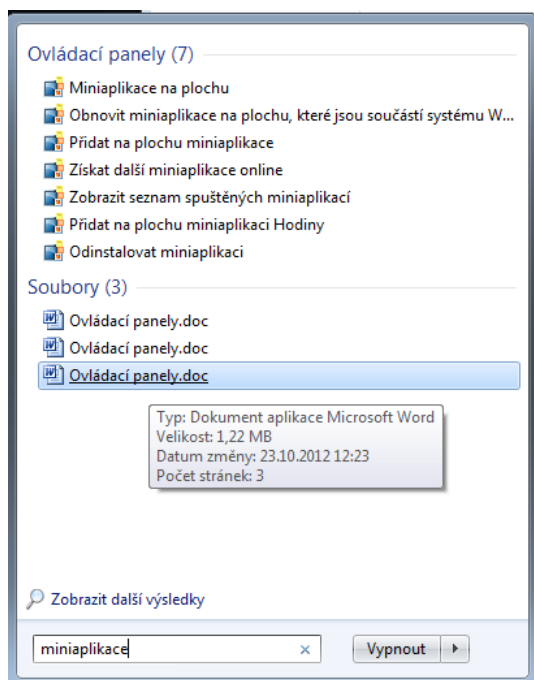 Ovládací panely (7)
Miniaplikace na plochu
Obnovit miniaplikace na plochu, které jsou součástí systému W...
Přidat na plochu miniaplikace
Získat další miniaplikace online
Zobrazit seznam spuštěných miniaplikací
Přidat na plochu miniaplikaci Hodiny
Odinstalovat miniaplikaci
Soubory (3)
Ovládací panely.doc
Ovládací panely.doc
Ovládací panely.doc
Typ: Dokument aplikace Microsoft Word
Velikost: 1,22 MB
Datum změny: 23.10.2012 12:23
Počet stránek: 3
Zobrazit další výsledky
miniaplikace
Vypnout